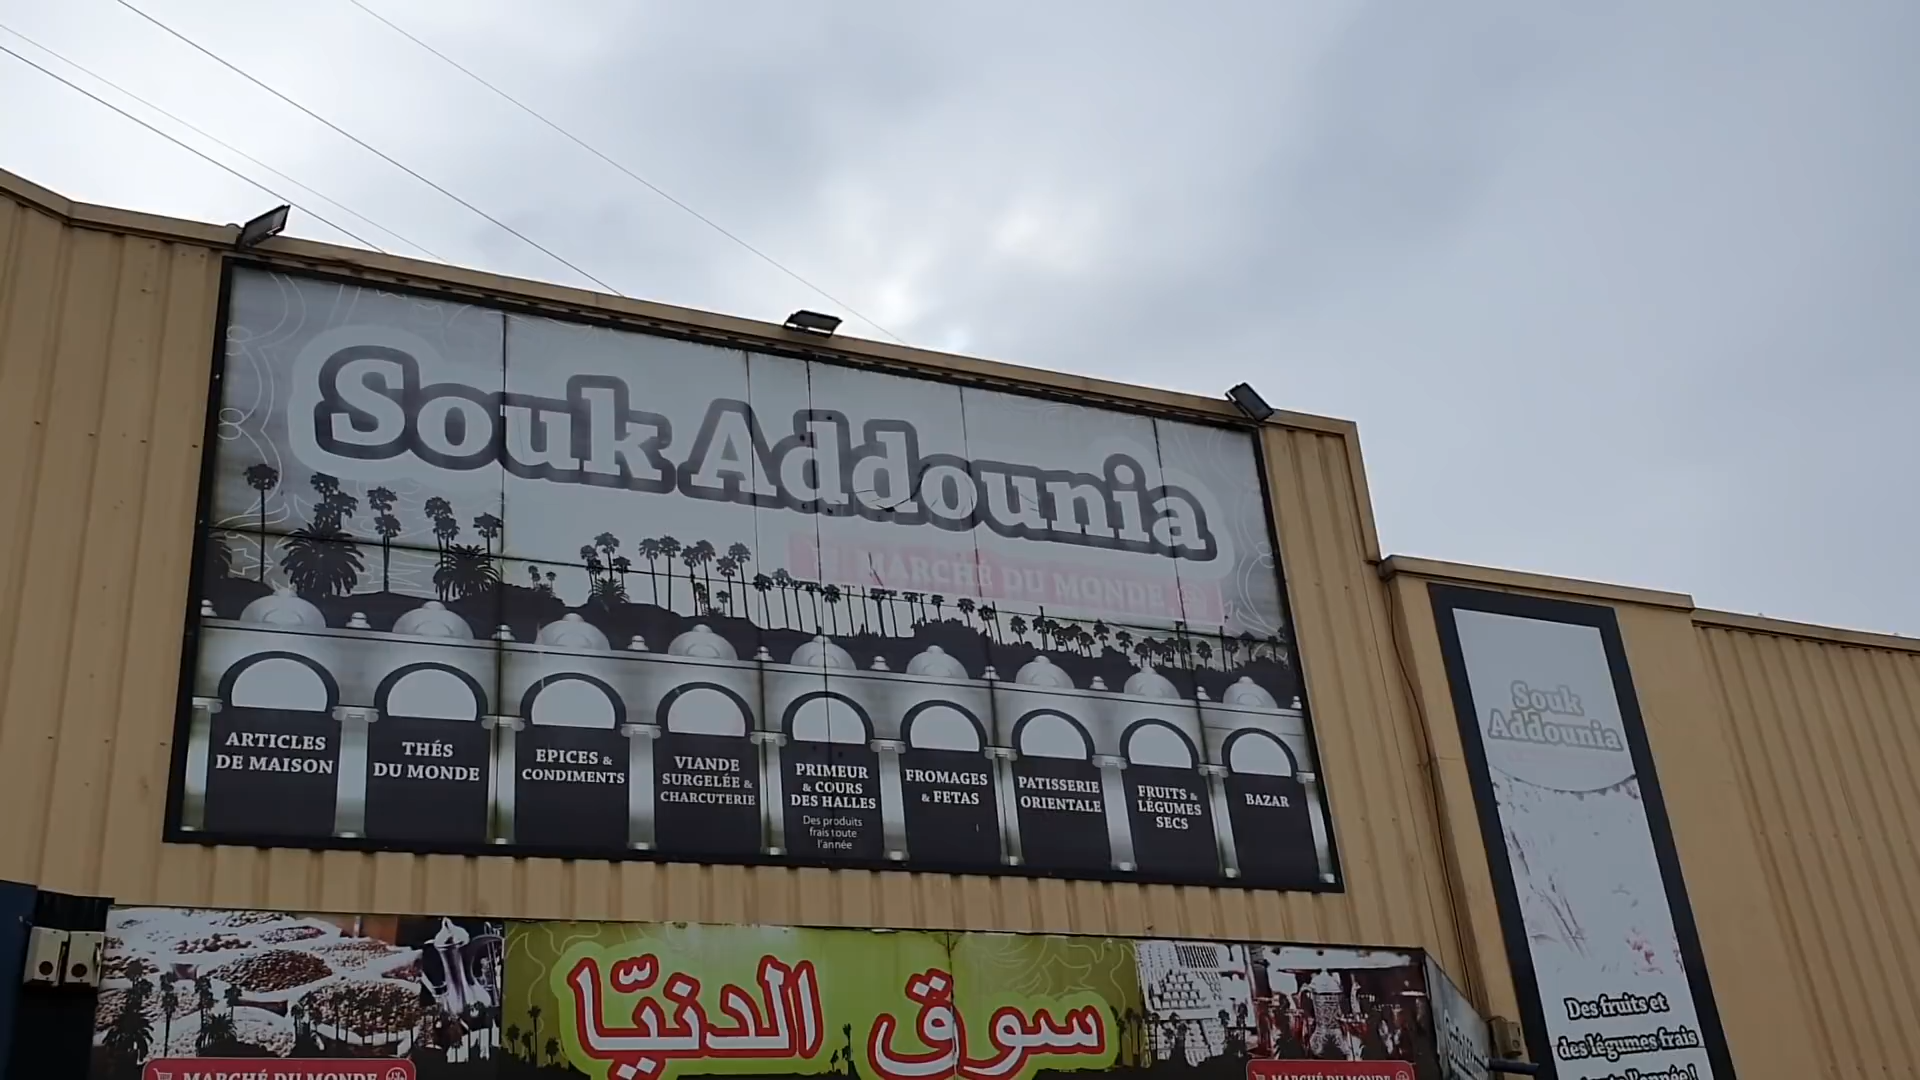 Souk Addounia
MARCHÉ DU MONDE
ARTICLES
DE MAISON
THÉS
DU MONDE
EPICES &
CONDIMENTS
VIANDE
SURGELÉE &
CHARCUTERIE
PRIMEUR
& COURS
DES HALLES
Des produits
frais toute
l'année
FROMAGES
& FETAS
PATISSERIE
ORIENTALE
FRUITS &
LÉGUMES
SECS
BAZAR
Souk
Addounia
Des fruits et
des légumes frais
toute l'année !
سوق الدنيّا
MARCHÉ DU MONDE
MARCHÉ DU MONDE